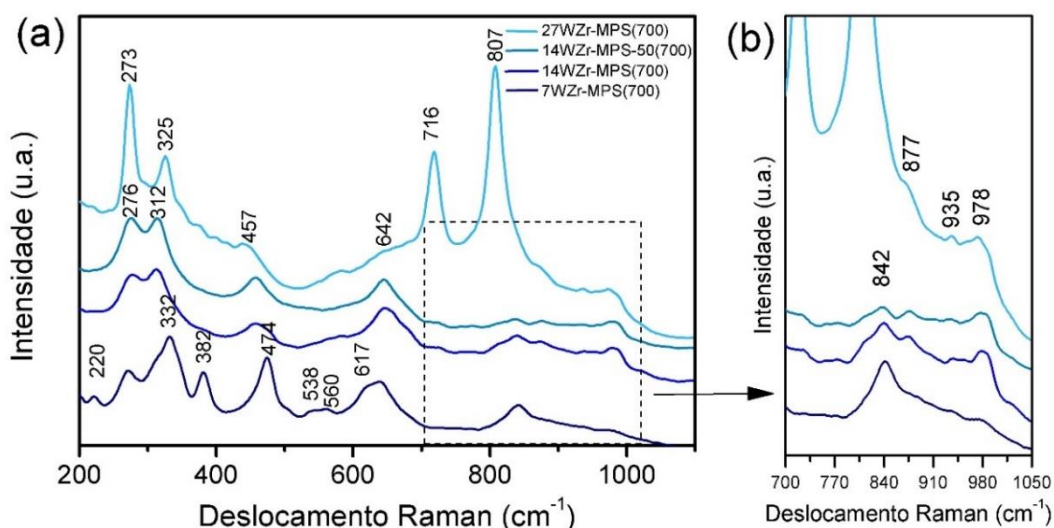 (a)
27WZr-MPS(700)
14WZr-MPS-50(700)
14WZr-MPS(700)
7WZr-MPS(700)
273
325
276
312
457
642
716
807
220
332
382
474
538
560
617
Intensidade (u.a.)
200 400 600 800 1000
Deslocamento Raman (cm⁻¹)
(b)
877
935
978
842
Intensidade (u.a.)
700 770 840 910 980 1050
Deslocamento Raman (cm⁻¹)